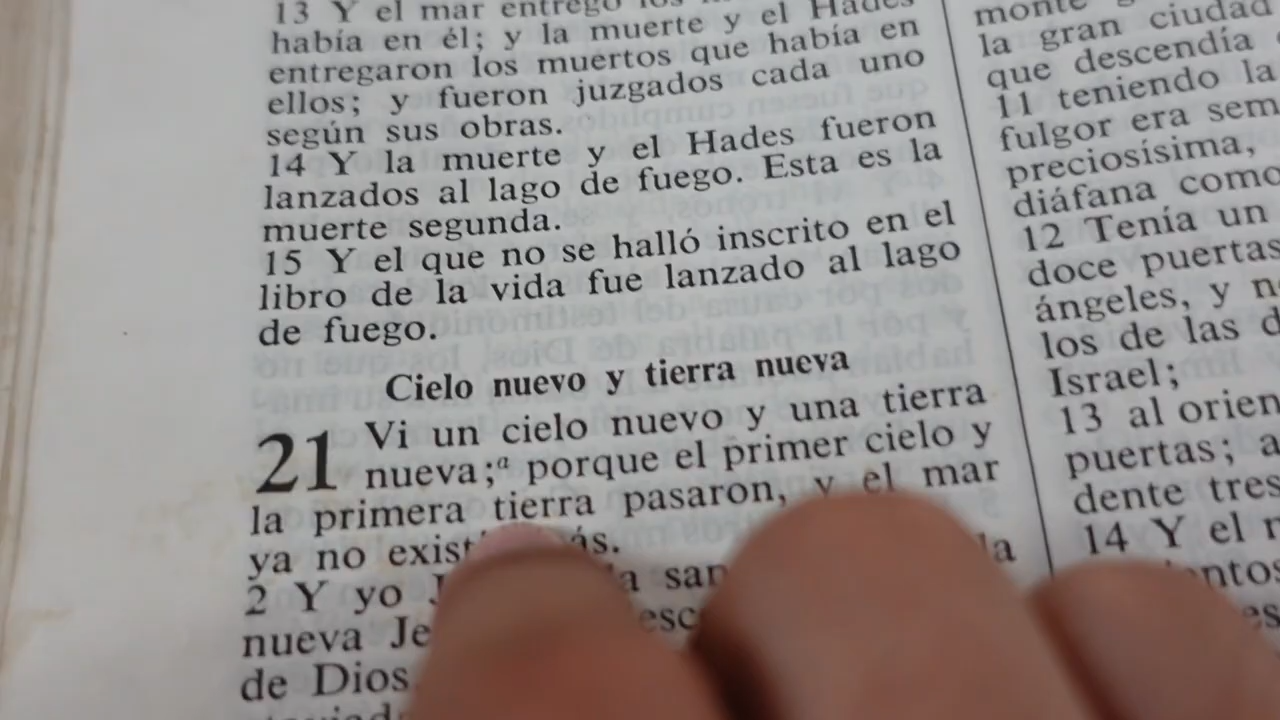 13 Y el mar entregó los
había en él; y la muerte y el Hades
entregaron los muertos que había en
ellos; y fueron juzgados cada uno
según sus obras.
14 Y la muerte y el Hades fueron
lanzados al lago de fuego. Esta es la
muerte segunda.
15 Y el que no se halló inscrito en el
libro de la vida fue lanzado al lago
de fuego.
Cielo nuevo y tierra nueva
21 Vi un cielo nuevo y una tierra
nueva;ª porque el primer cielo y
la primera tierra pasaron, y el mar
ya no
2 Y yo la
nueva
de Dios
monte
la gran ciudad
que descendía
11 teniendo la
fulgor era sem
preciosísima,
diáfana como
12 Tenía un
doce puertas
ángeles, y
los de las
Israel;
13 al orien
puertas; a
dente tres
14 Y el